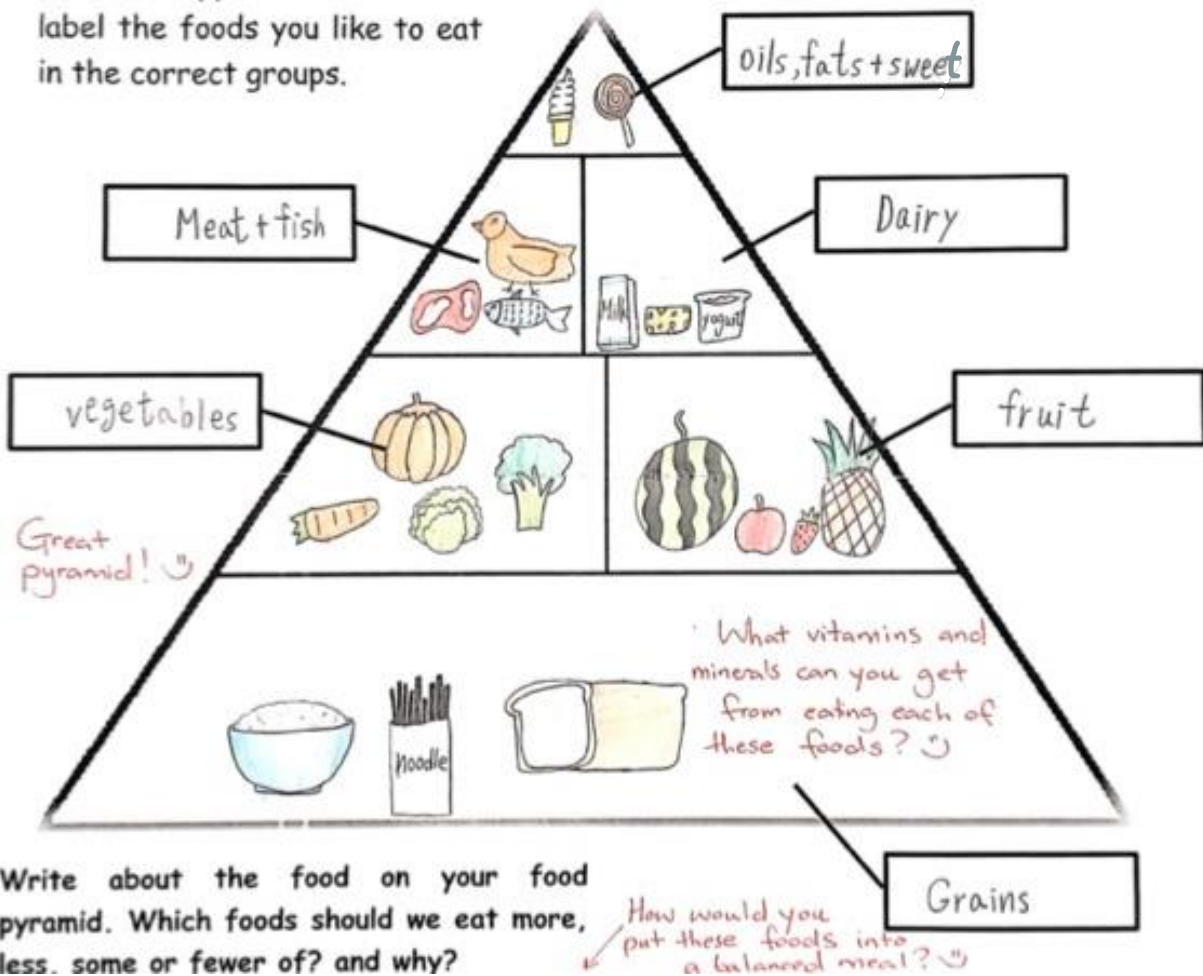 label the foods you like to eat
in the correct groups.
oils, fats + sweet
Meat + fish
Dairy
Milk
yogurt
vegetables
fruit
Great
pyramid!
What vitamins and
minerals can you get
from eating each of
these foods?
noodle
Grains
Write about the food on your food
pyramid. Which foods should we eat more,
less, some or fewer of? and why?
How would you
put these foods into
a balanced meal?